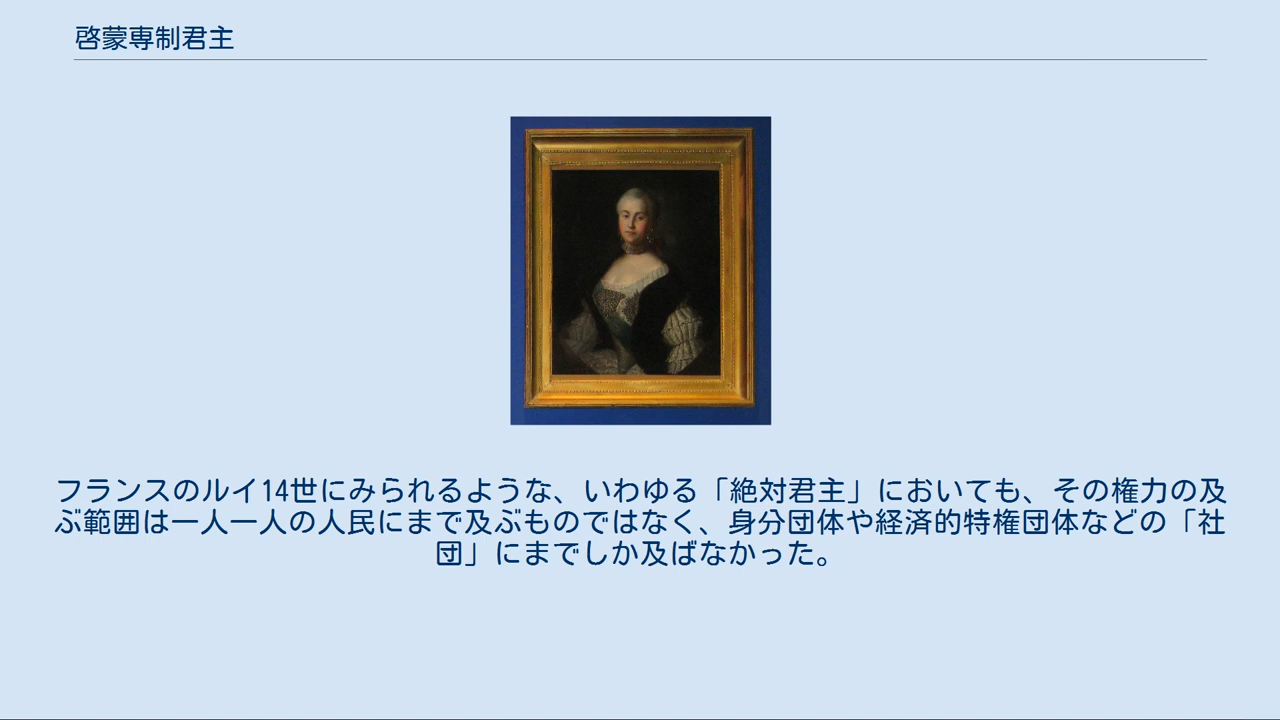 啓蒙専制君主
フランスのルイ14世にみられるような、いわゆる「絶対君主」においても、その権力の及
ぶ範囲は一人一人の人民にまで及ぶものではなく、身分団体や経済的特権団体などの「社
団」にまでしか及ばなかった。